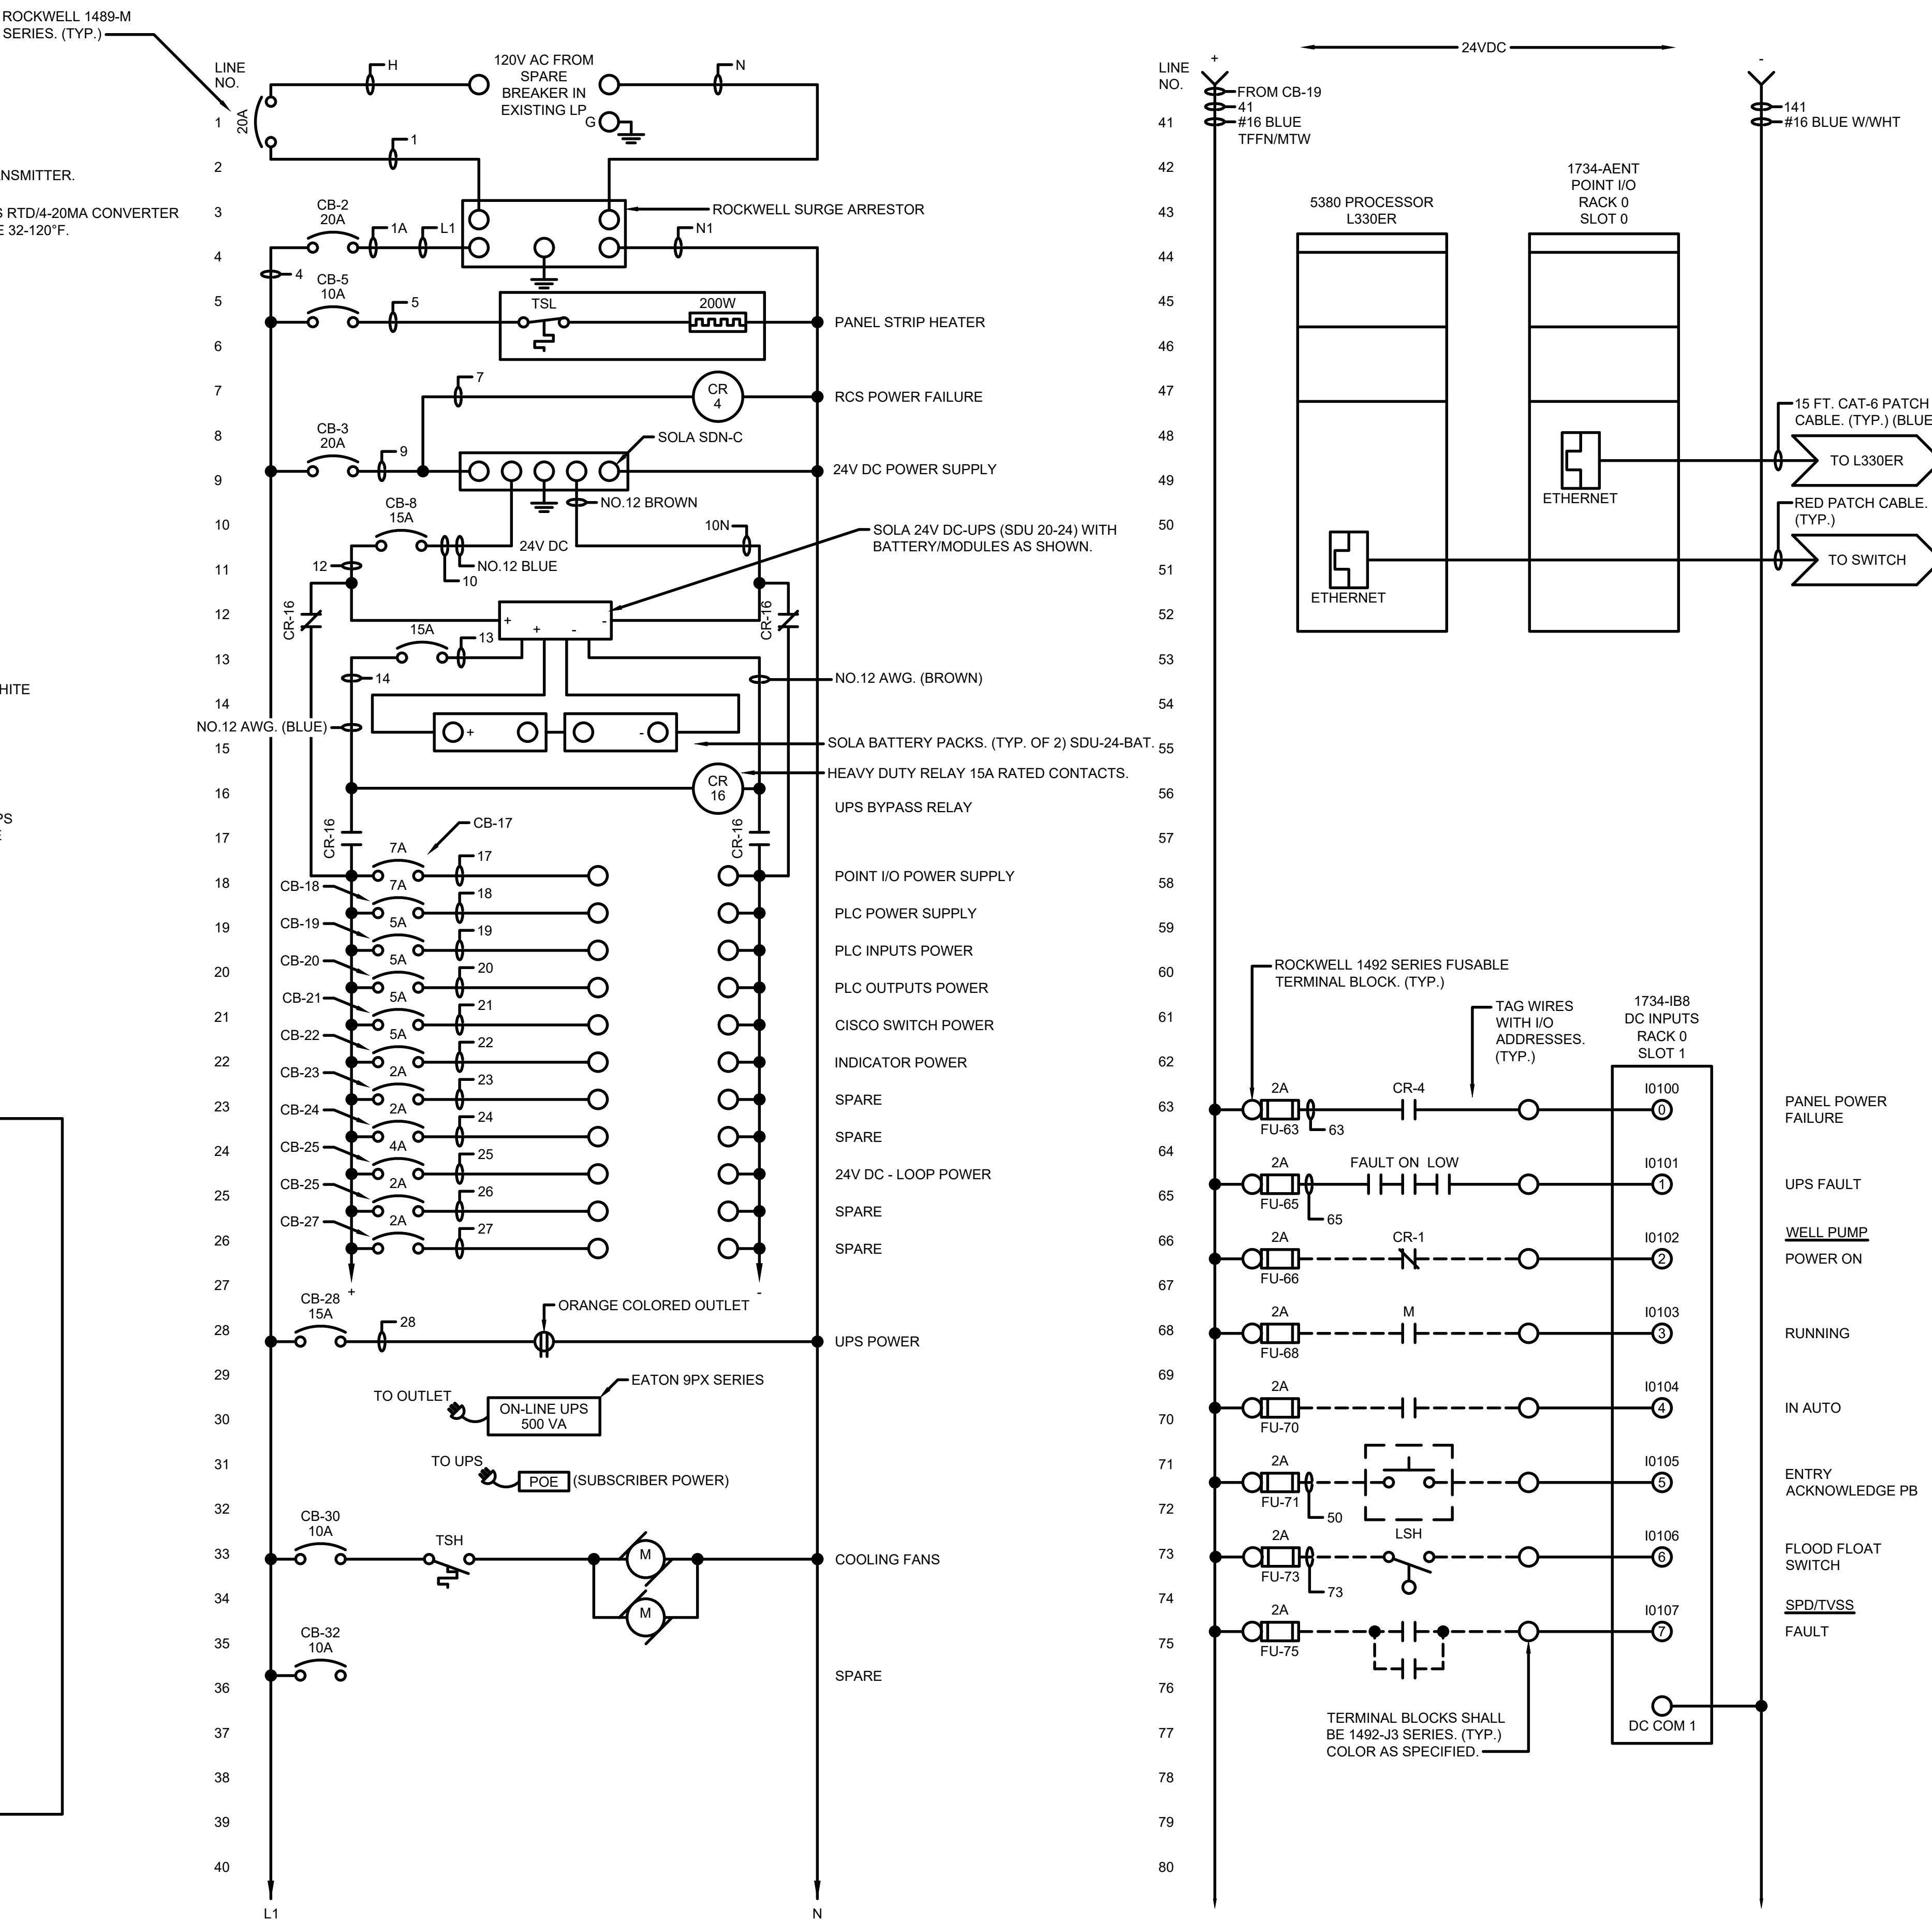 ROCKWELL 1489-M
SERIES. (TYP.)
NSMITTER.
S RTD/4-20MA CONVERTER
E 32-120°F.
HITE
PS
E
LINE
NO.
1
2
3
4
5
6
7
8
9
10
11
12
13
14
15
16
17
18
19
20
21
22
23
24
25
26
27
28
29
30
31
32
33
34
35
36
37
38
39
40
20A
H
120V AC FROM
SPARE
BREAKER IN
EXISTING LP
N
G
1
CB-2
20A
1A
L1
ROCKWELL SURGE ARRESTOR
N1
4
CB-5
10A
5
TSL
200W
PANEL STRIP HEATER
7
CR
4
RCS POWER FAILURE
CB-3
20A
9
SOLA SDN-C
24V DC POWER SUPPLY
NO.12 BROWN
CB-8
15A
24V DC
10N
SOLA 24V DC-UPS (SDU 20-24) WITH
BATTERY/MODULES AS SHOWN.
12
NO.12 BLUE
10
CR-16
CR-16
+
+
-
-
15A
13
14
NO.12 AWG. (BROWN)
NO.12 AWG. (BLUE)
+
-
SOLA BATTERY PACKS. (TYP. OF 2) SDU-24-BAT.
CR
16
HEAVY DUTY RELAY 15A RATED CONTACTS.
UPS BYPASS RELAY
CR-16
CR-16
CB-17
7A
17
POINT I/O POWER SUPPLY
CB-18
7A
18
PLC POWER SUPPLY
CB-19
5A
19
PLC INPUTS POWER
CB-20
5A
20
PLC OUTPUTS POWER
CB-21
5A
21
CISCO SWITCH POWER
CB-22
5A
22
INDICATOR POWER
CB-23
2A
23
SPARE
CB-24
2A
24
SPARE
CB-25
4A
25
24V DC - LOOP POWER
CB-25
2A
26
SPARE
CB-27
2A
27
SPARE
+
-
CB-28
15A
28
ORANGE COLORED OUTLET
UPS POWER
TO OUTLET
ON-LINE UPS
500 VA
EATON 9PX SERIES
TO UPS
POE
(SUBSCRIBER POWER)
CB-30
10A
TSH
M
M
COOLING FANS
CB-32
10A
SPARE
L1
N
LINE
NO.
41
42
43
44
45
46
47
48
49
50
51
52
53
54
55
56
57
58
59
60
61
62
63
64
65
66
67
68
69
70
71
72
73
74
75
76
77
78
79
80
+
24VDC
-
FROM CB-19
41
#16 BLUE
TFFN/MTW
141
#16 BLUE W/WHT
5380 PROCESSOR
L330ER
1734-AENT
POINT I/O
RACK 0
SLOT 0
ETHERNET
ETHERNET
15 FT. CAT-6 PATCH
CABLE. (TYP.) (BLUE
TO L330ER
RED PATCH CABLE.
(TYP.)
TO SWITCH
ROCKWELL 1492 SERIES FUSABLE
TERMINAL BLOCK. (TYP.)
TAG WIRES
WITH I/O
ADDRESSES.
(TYP.)
1734-IB8
DC INPUTS
RACK 0
SLOT 1
2A
FU-63
63
CR-4
I0100
0
PANEL POWER
FAILURE
2A
FU-65
65
FAULT ON LOW
I0101
1
UPS FAULT
2A
FU-66
CR-1
I0102
2
WELL PUMP
POWER ON
2A
FU-68
M
I0103
3
RUNNING
2A
FU-70
I0104
4
IN AUTO
2A
FU-71
50
I0105
5
ENTRY
ACKNOWLEDGE PB
2A
FU-73
73
LSH
I0106
6
FLOOD FLOAT
SWITCH
2A
FU-75
I0107
7
SPD/TVSS
FAULT
DC COM 1
TERMINAL BLOCKS SHALL
BE 1492-J3 SERIES. (TYP.)
COLOR AS SPECIFIED.